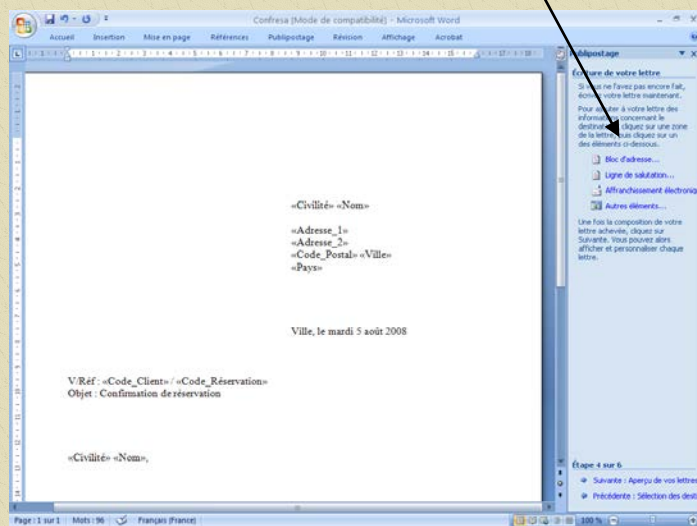 Confresa [Mode de compatibilité] - Microsoft Word
Accueil Insertion Mise en page Références Publipostage Révision Affichage Acrobat
«Civilité» «Nom»
«Adresse_1»
«Adresse_2»
«Code_Postal» «Ville»
«Pays»
Ville, le mardi 5 août 2008
V/Réf : «Code_Client» / «Code_Réservation»
Objet : Confirmation de réservation
«Civilité» «Nom»,
Publipostage
Écriture de votre lettre
Si vous ne l'avez pas encore fait,
écrivez votre lettre maintenant.
Pour ajouter à votre lettre des
informations concernant le
cliquez sur une zone
de la lettre, puis cliquez sur un
des éléments ci-dessous.
Bloc d'adresse...
Ligne de salutation...
Affranchissement électroniq
Autres éléments...
Une fois la composition de votre
lettre achevée, cliquez sur
Suivante. Vous pouvez alors
afficher et personnaliser chaque
lettre.
Étape 4 sur 6
Suivante : Aperçu de vos lettres
Précédente : Sélection des desti
Page : 1 sur 1 Mots : 96 Français (France) 100 %